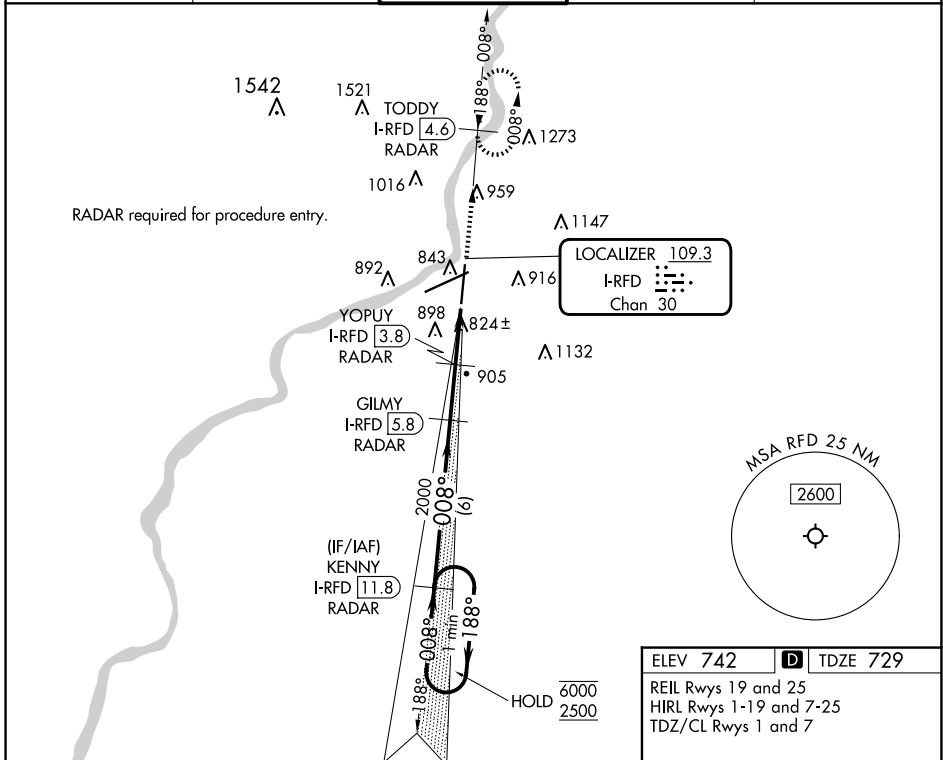 1542
1521
TODDY
I-RFD 4.6
RADAR
188°
008°
008°
1273
1016
959
RADAR required for procedure entry.
1147
LOCALIZER 109.3
I-RFD
Chan 30
892
843
916
YOPUY
I-RFD 3.8
RADAR
898
824±
1132
905
GILMY
I-RFD 5.8
RADAR
MSA RFD 25 NM
2600
2000
008°
(6)
(IF/IAF)
KENNY
I-RFD 11.8
RADAR
008°
1 min
188°
188°
HOLD 6000
2500
ELEV 742 D TDZE 729
REIL Rwys 19 and 25
HIRL Rwys 1-19 and 7-25
TDZ/CL Rwys 1 and 7